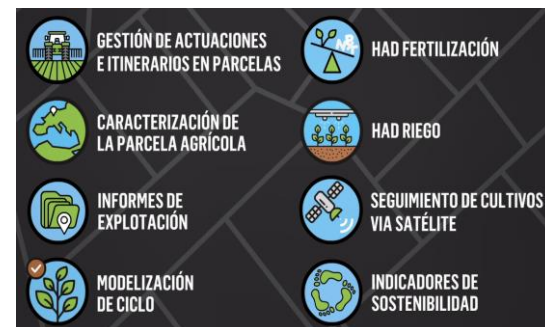 GESTIÓN DE ACTUACIONES
E ITINERARIOS EN PARCELAS
CARACTERIZACIÓN DE
LA PARCELA AGRÍCOLA
INFORMES DE
EXPLOTACIÓN
MODELIZACIÓN
DE CICLO
HAD FERTILIZACIÓN
HAD RIEGO
SEGUIMIENTO DE CULTIVOS
VIA SATÉLITE
INDICADORES DE
SOSTENIBILIDAD